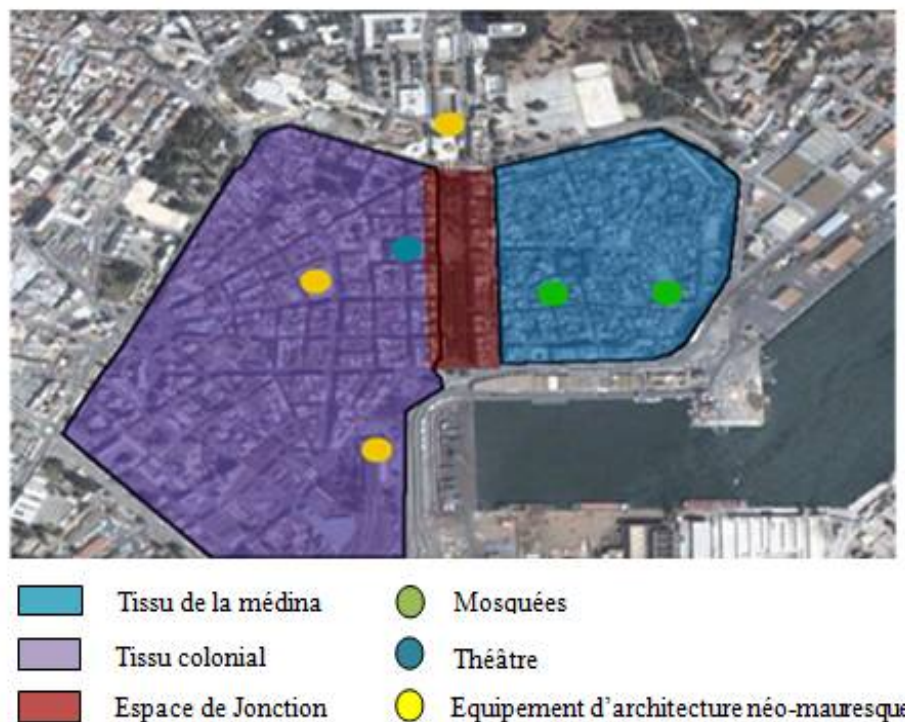 Tissu de la médina
Mosquées
Tissu colonial
Théâtre
Espace de Jonction
Equipement d’architecture néo-mauresque